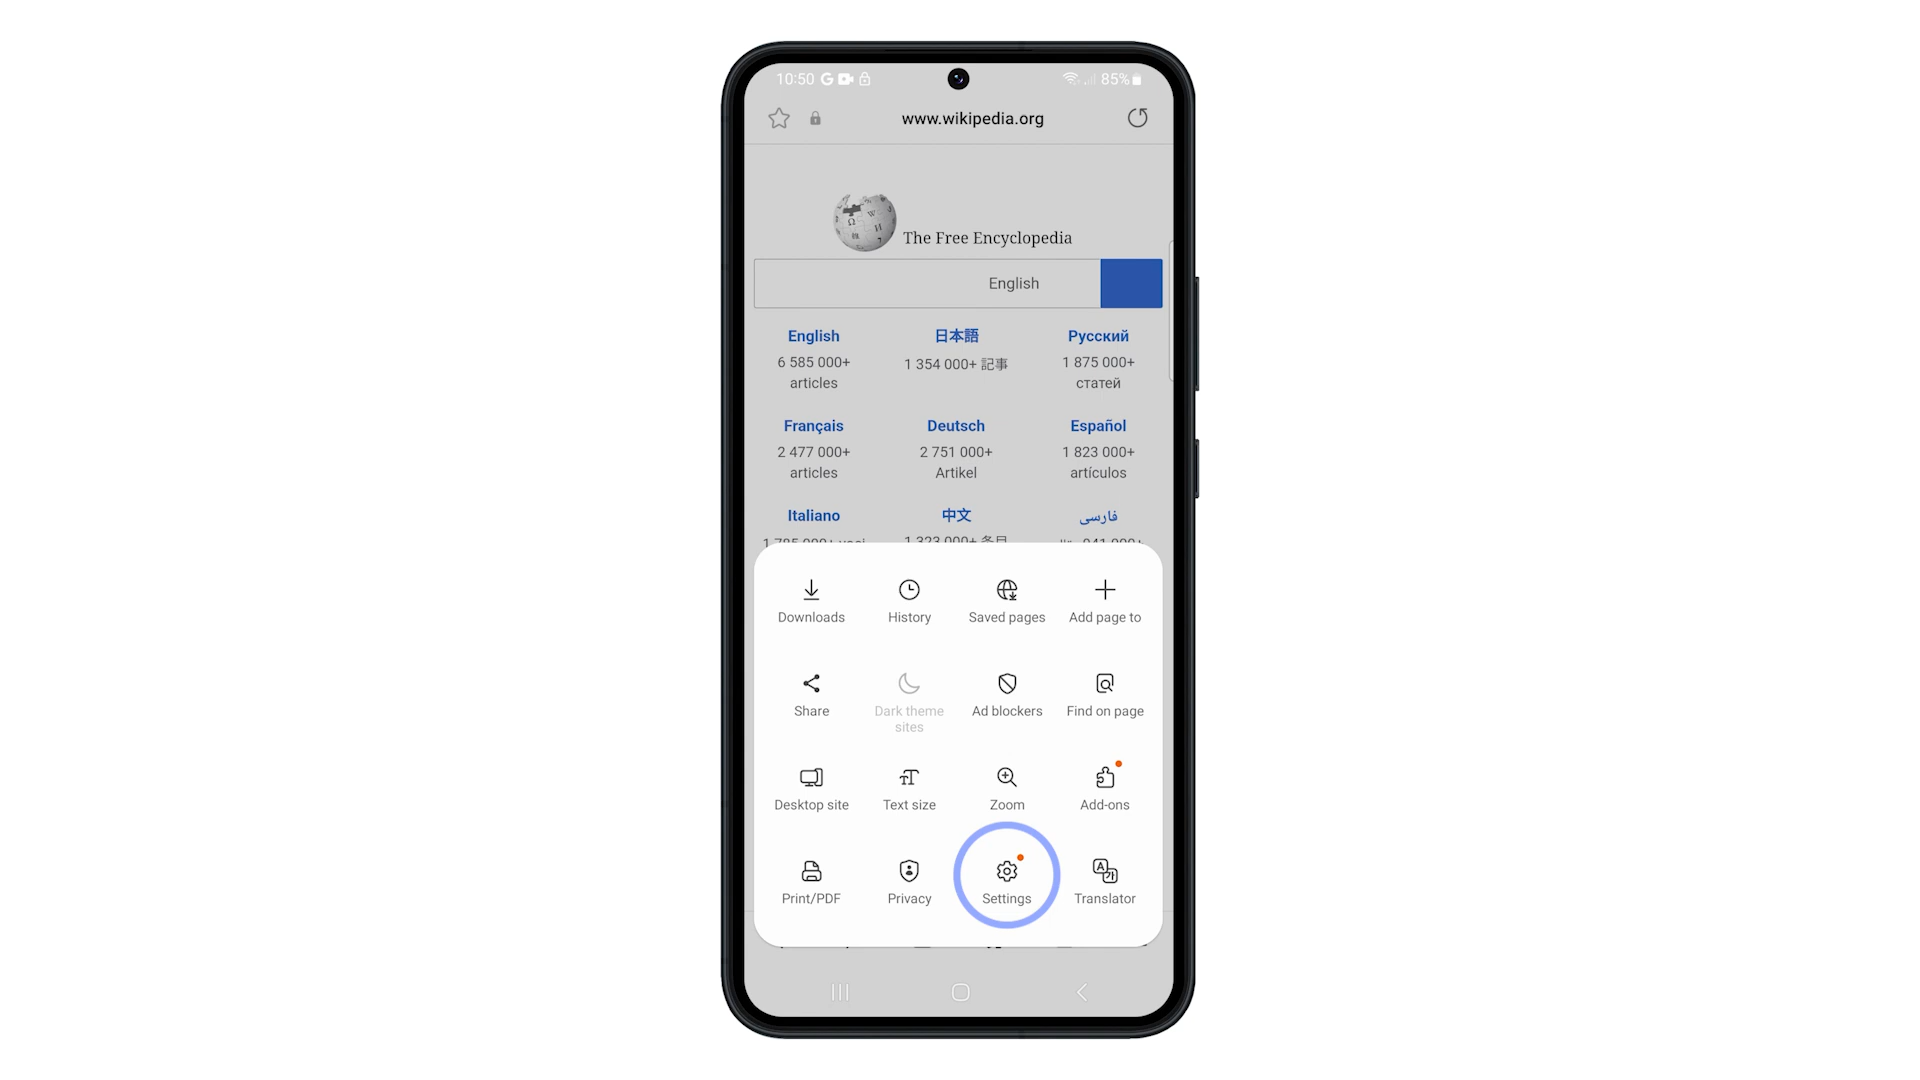 10:50 85%
www.wikipedia.org
The Free Encyclopedia
English
English 日本語 Русский
6 585 000+ 1 354 000+ 記事 1 875 000+
articles статей
Français Deutsch Español
2 477 000+ 2 751 000+ 1 823 000+
articles Artikel artículos
Italiano 中文 فارسی
Downloads History Saved pages Add page to
Share Dark theme Ad blockers Find on page
sites
Desktop site Text size Zoom Add-ons
Print/PDF Privacy Settings Translator